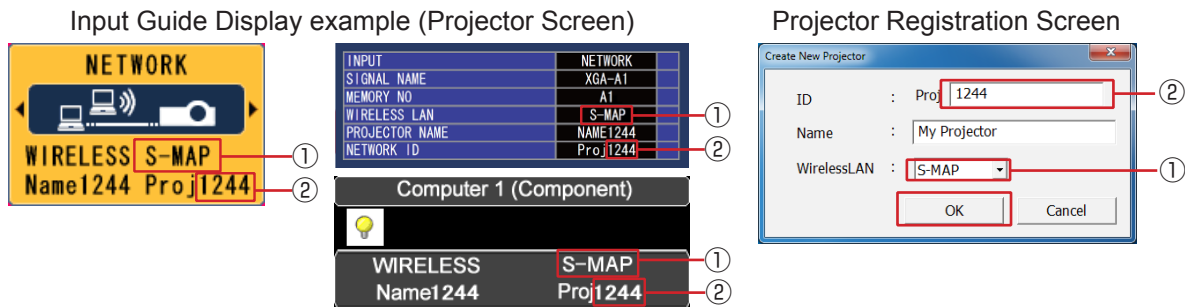 Input Guide Display example (Projector Screen)
Projector Registration Screen
NETWORK
WIRELESS S-MAP ①
Name1244 Proj1244 ②
INPUT NETWORK
SIGNAL NAME XGA-A1
MEMORY NO A1
WIRELESS LAN S-MAP ①
PROJECTOR NAME NAME1244
NETWORK ID Proj1244 ②
Computer 1 (Component)
WIRELESS S-MAP ①
Name1244 Proj1244 ②
Create New Projector
ID : Proj 1244 ②
Name : My Projector
WirelessLAN : S-MAP ①
OK Cancel